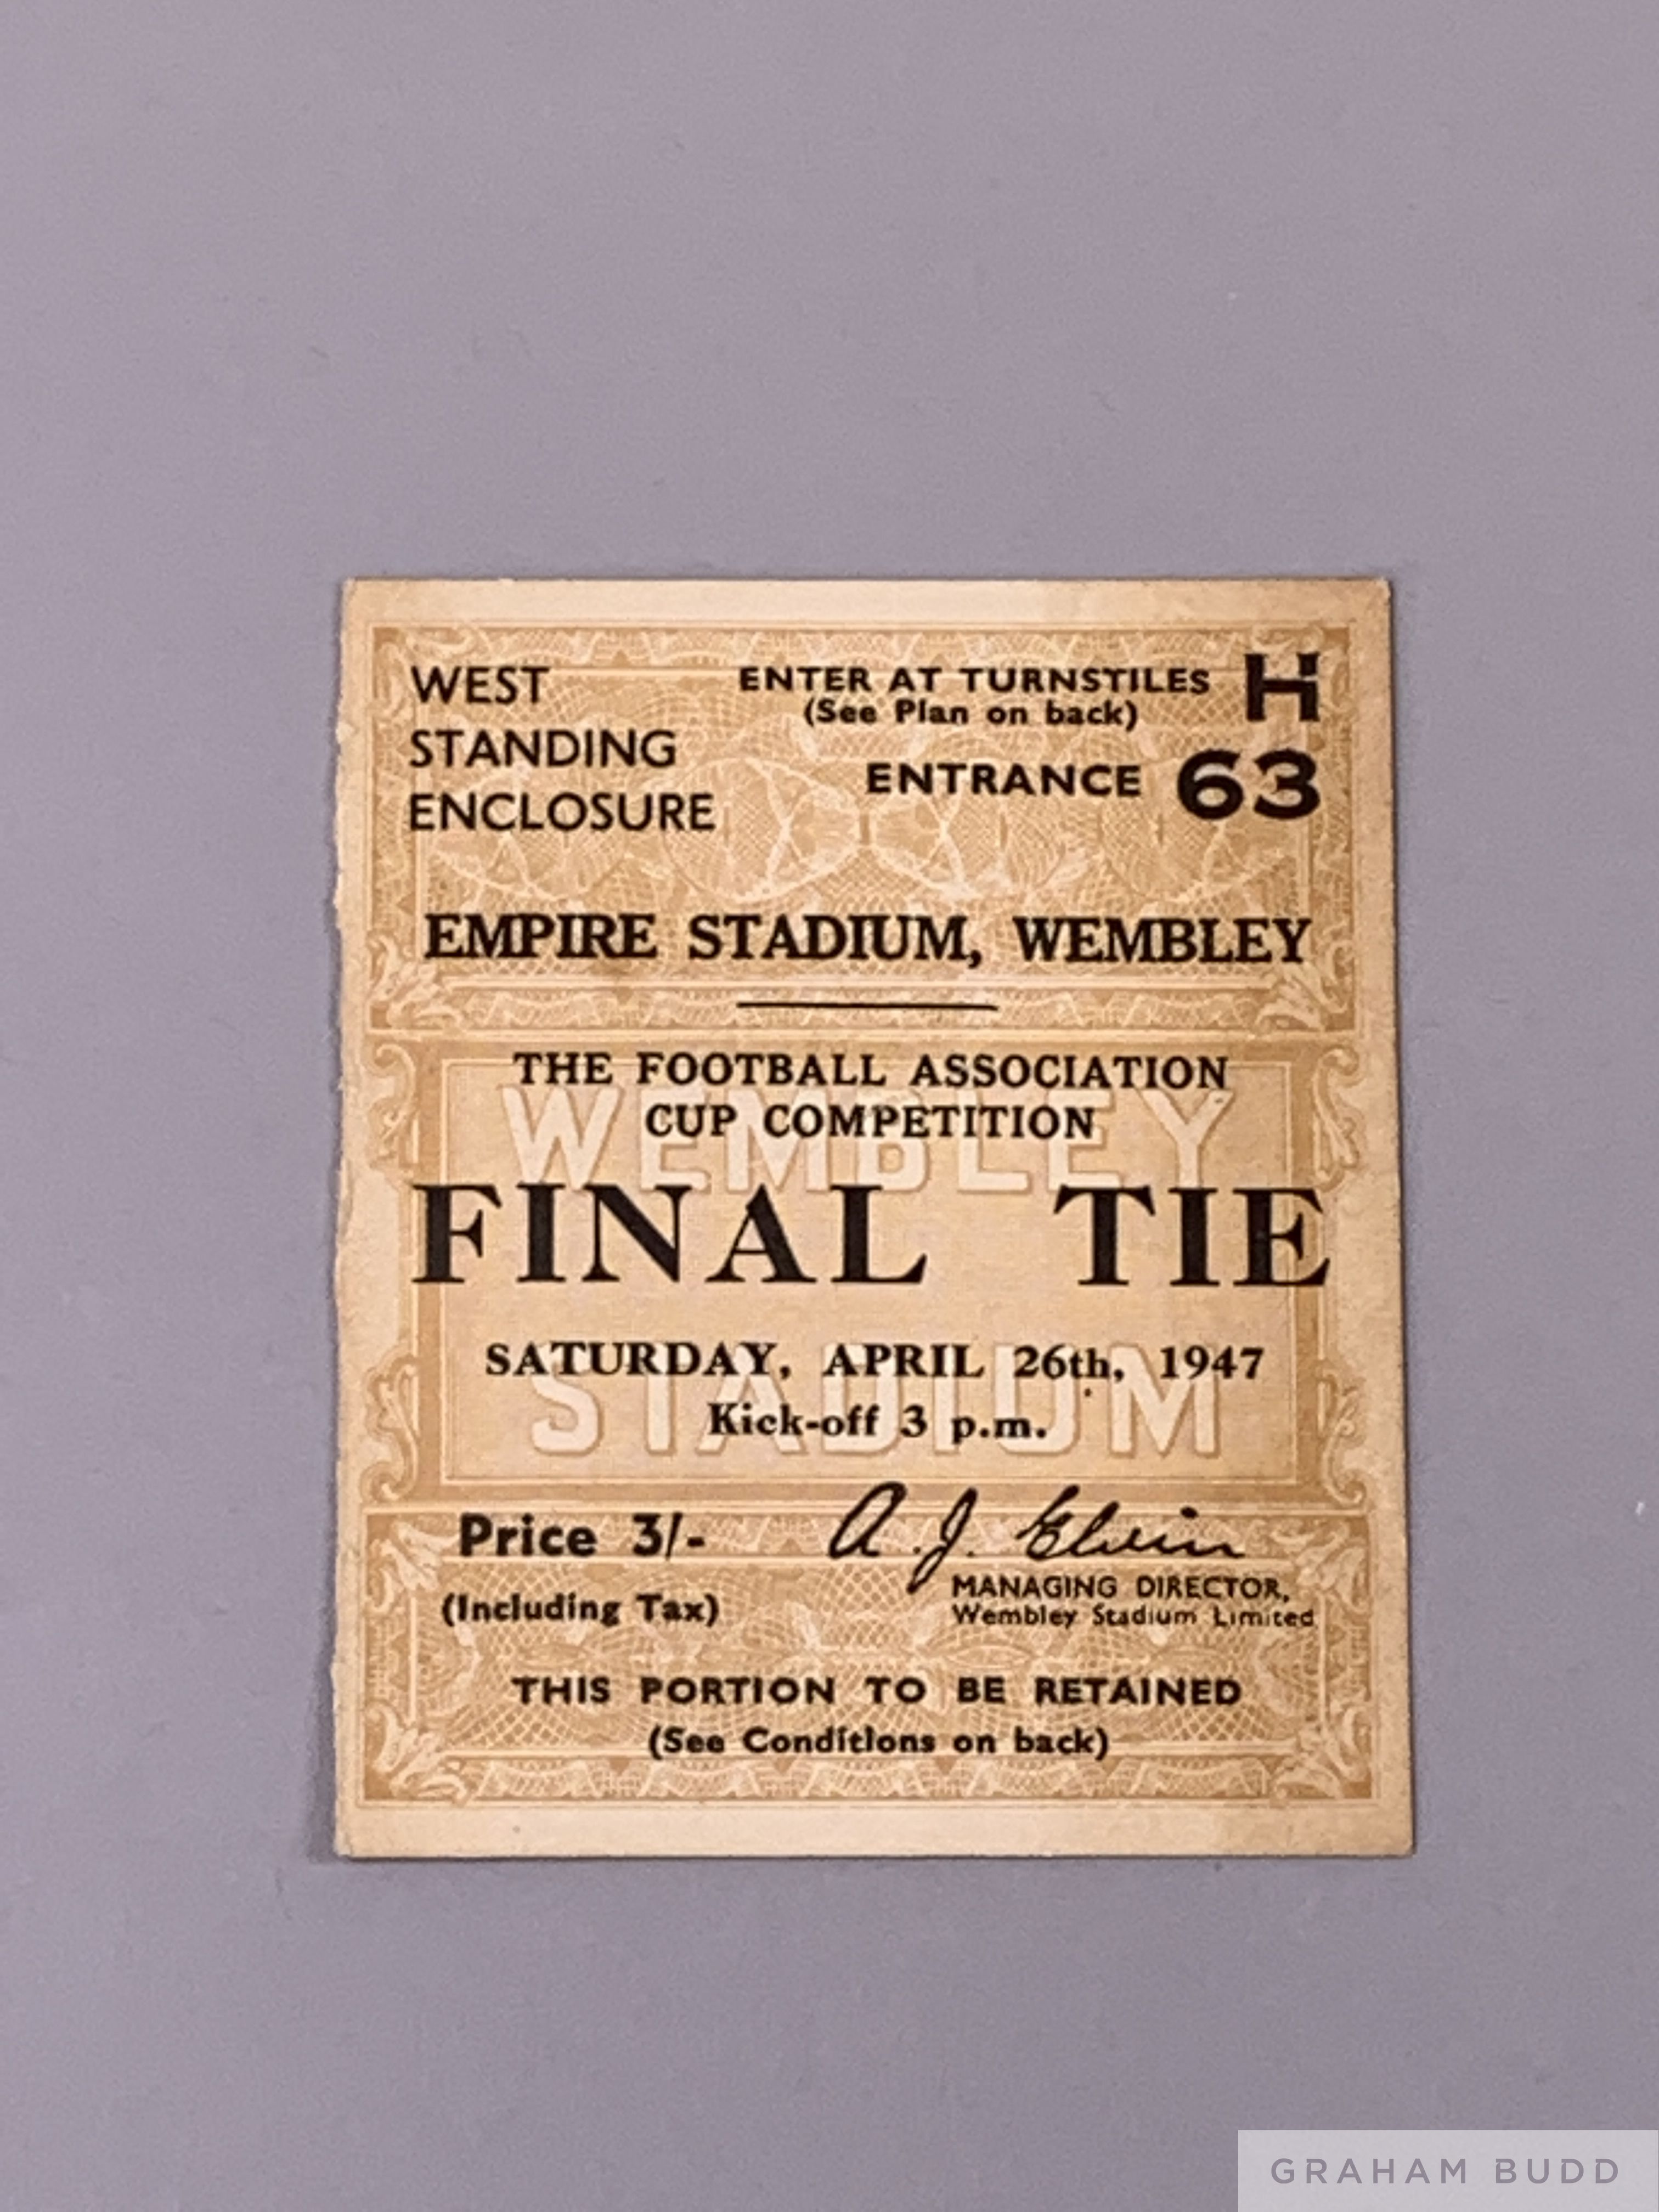 WEST
STANDING
ENCLOSURE
ENTER AT TURNSTILES H
(See Plan on back)
ENTRANCE 63
EMPIRE STADIUM, WEMBLEY
THE FOOTBALL ASSOCIATION
CUP COMPETITION
WEMBLEY
FINAL TIE
SATURDAY, APRIL 26th, 1947
STADIUM
Kick-off 3 p.m.
Price 3/-
(Including Tax)
A. J. Elvin
MANAGING DIRECTOR,
Wembley Stadium Limited
THIS PORTION TO BE RETAINED
(See Conditions on back)
GRAHAM BUDD